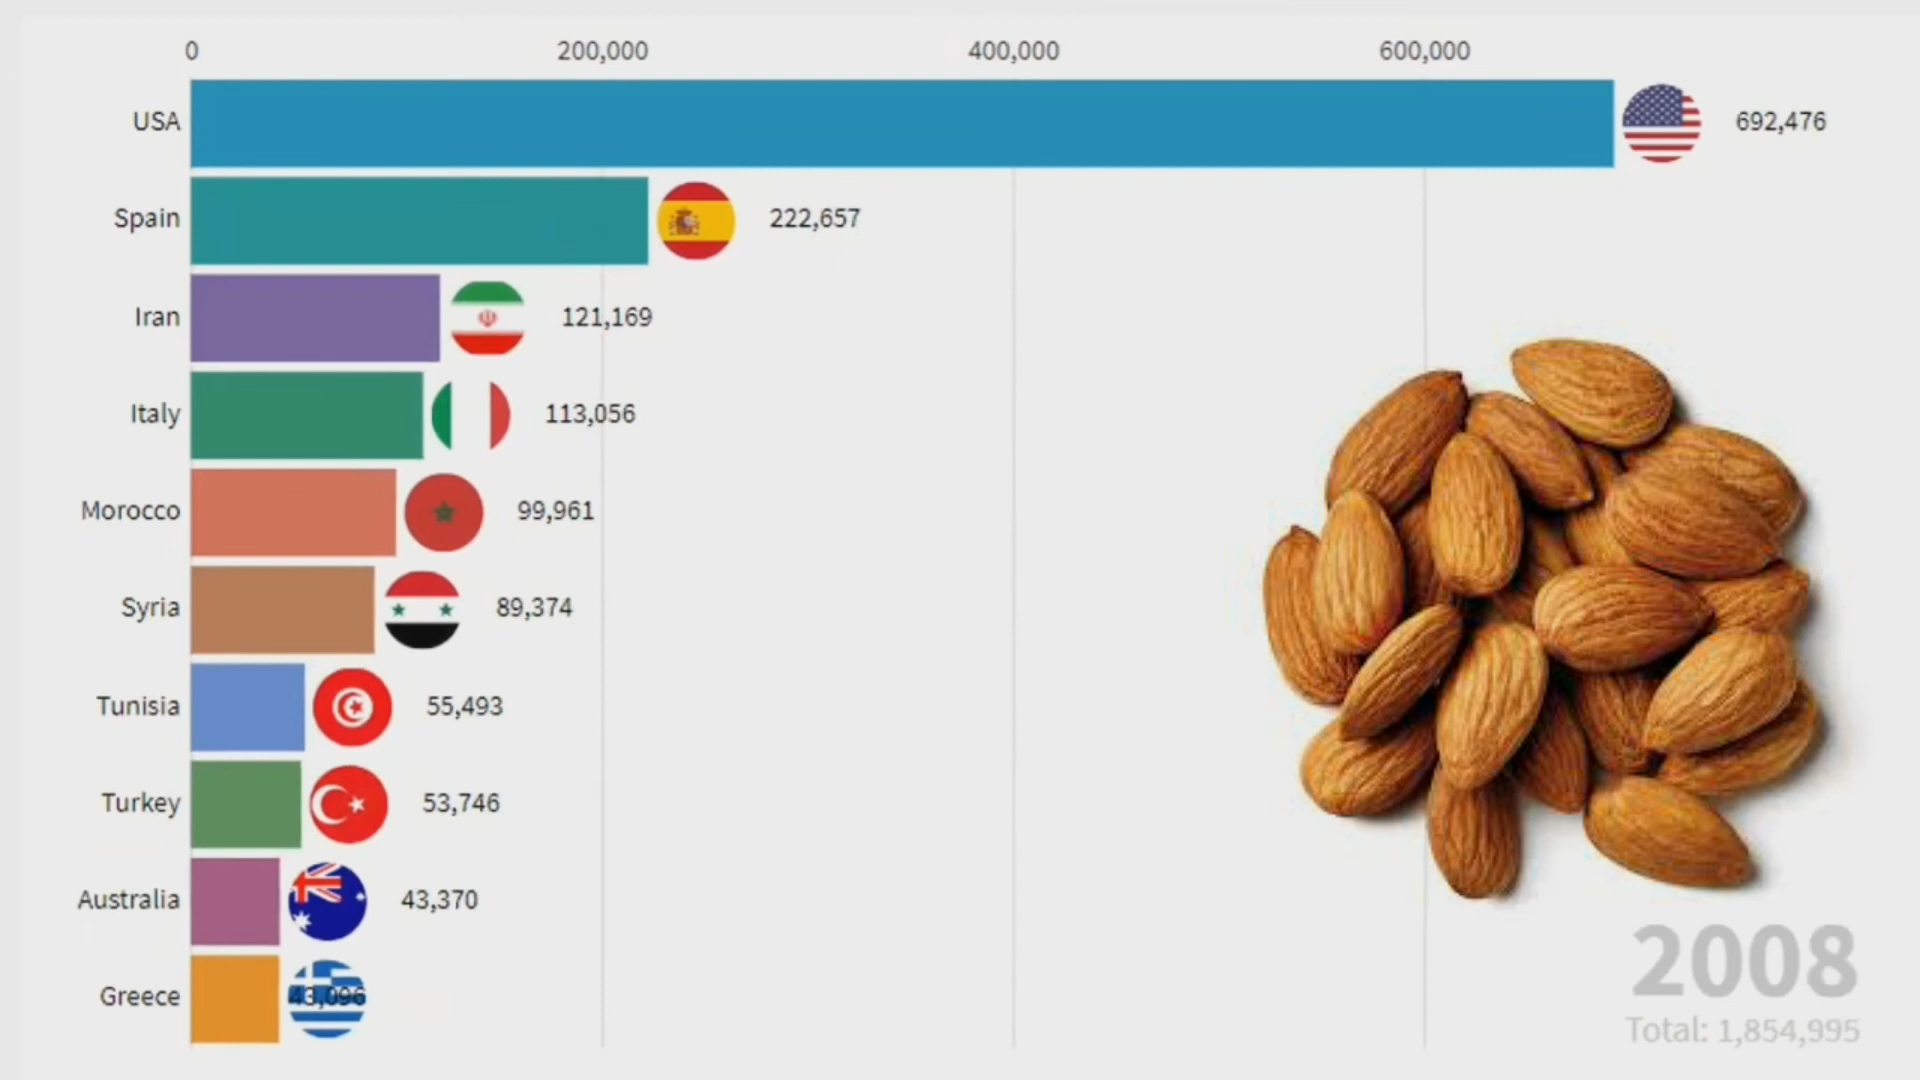 0 200,000 400,000 600,000
USA 692,476
Spain 222,657
Iran 121,169
Italy 113,056
Morocco 99,961
Syria 89,374
Tunisia 55,493
Turkey 53,746
Australia 43,370
Greece 43,096
2008
Total: 1,854,995